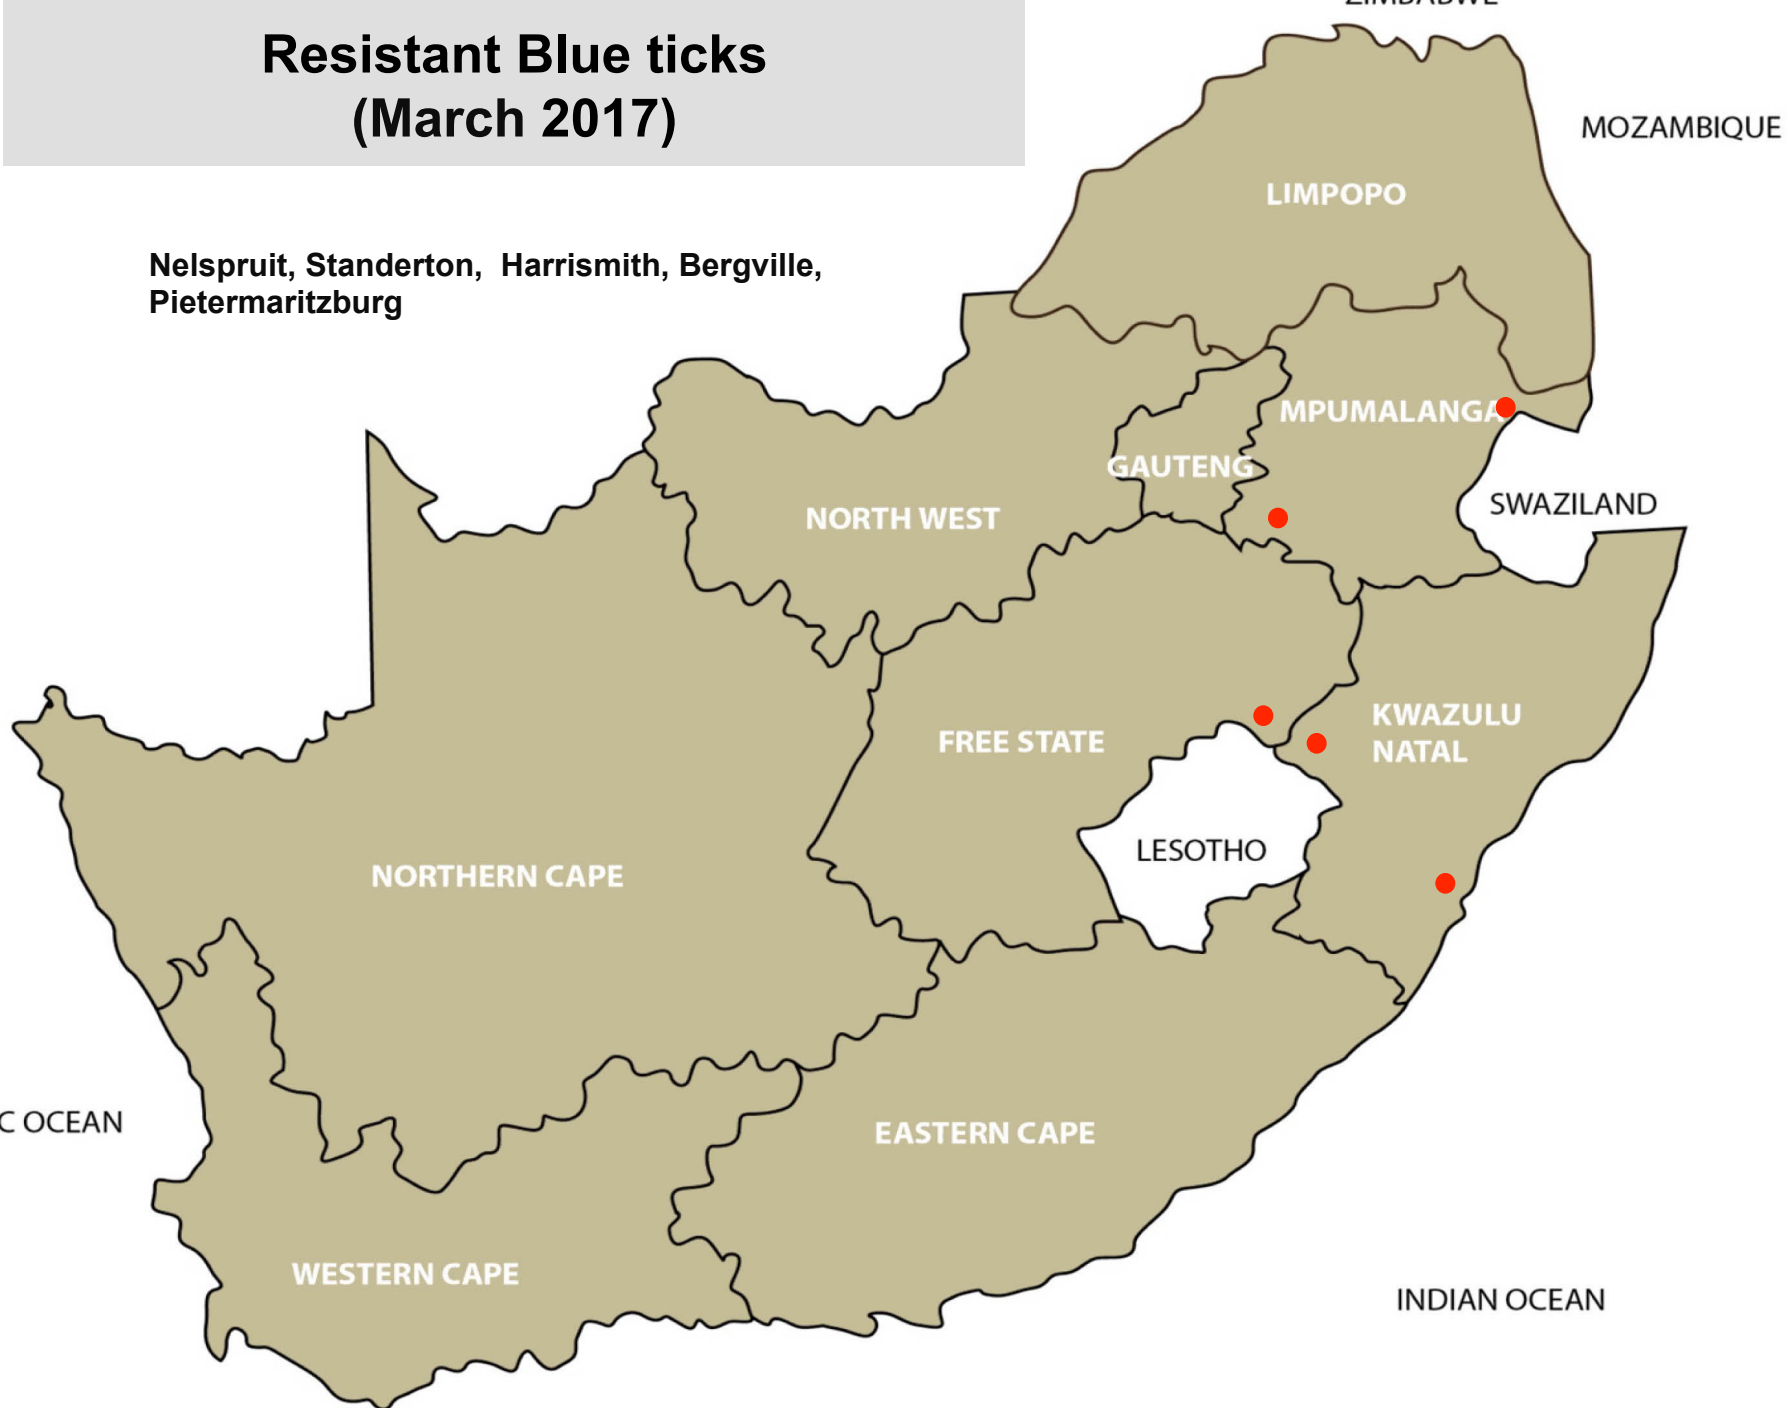 ZIMBABWE
Resistant Blue ticks
(March 2017)
MOZAMBIQUE
LIMPOPO
Nelspruit, Standerton,  Harrismith, Bergville,
Pietermaritzburg
MPUMALANGA
GAUTENG
SWAZILAND
NORTH WEST
KWAZULU
NATAL
FREE STATE
LESOTHO
NORTHERN CAPE
C OCEAN
EASTERN CAPE
WESTERN CAPE
INDIAN OCEAN